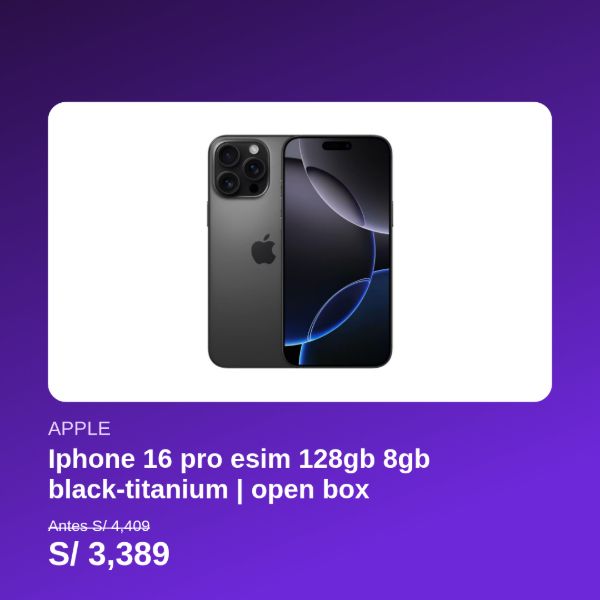 APPLE
Iphone 16 pro esim 128gb 8gb
black-titanium | open box
Antes S/ 4,409
S/ 3,389